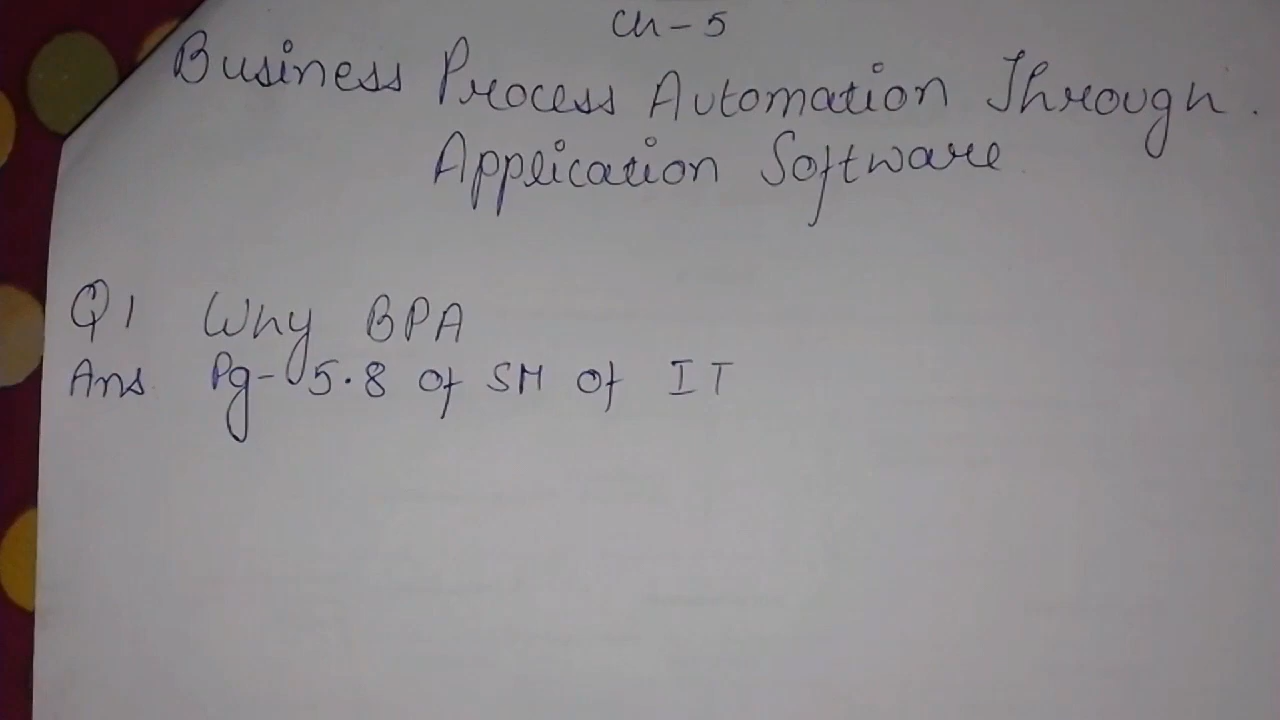 Ch-5
Business Process Automation Through.
Application Software
Q1 Why BPA
Ans. Pg-5.8 of SM of IT